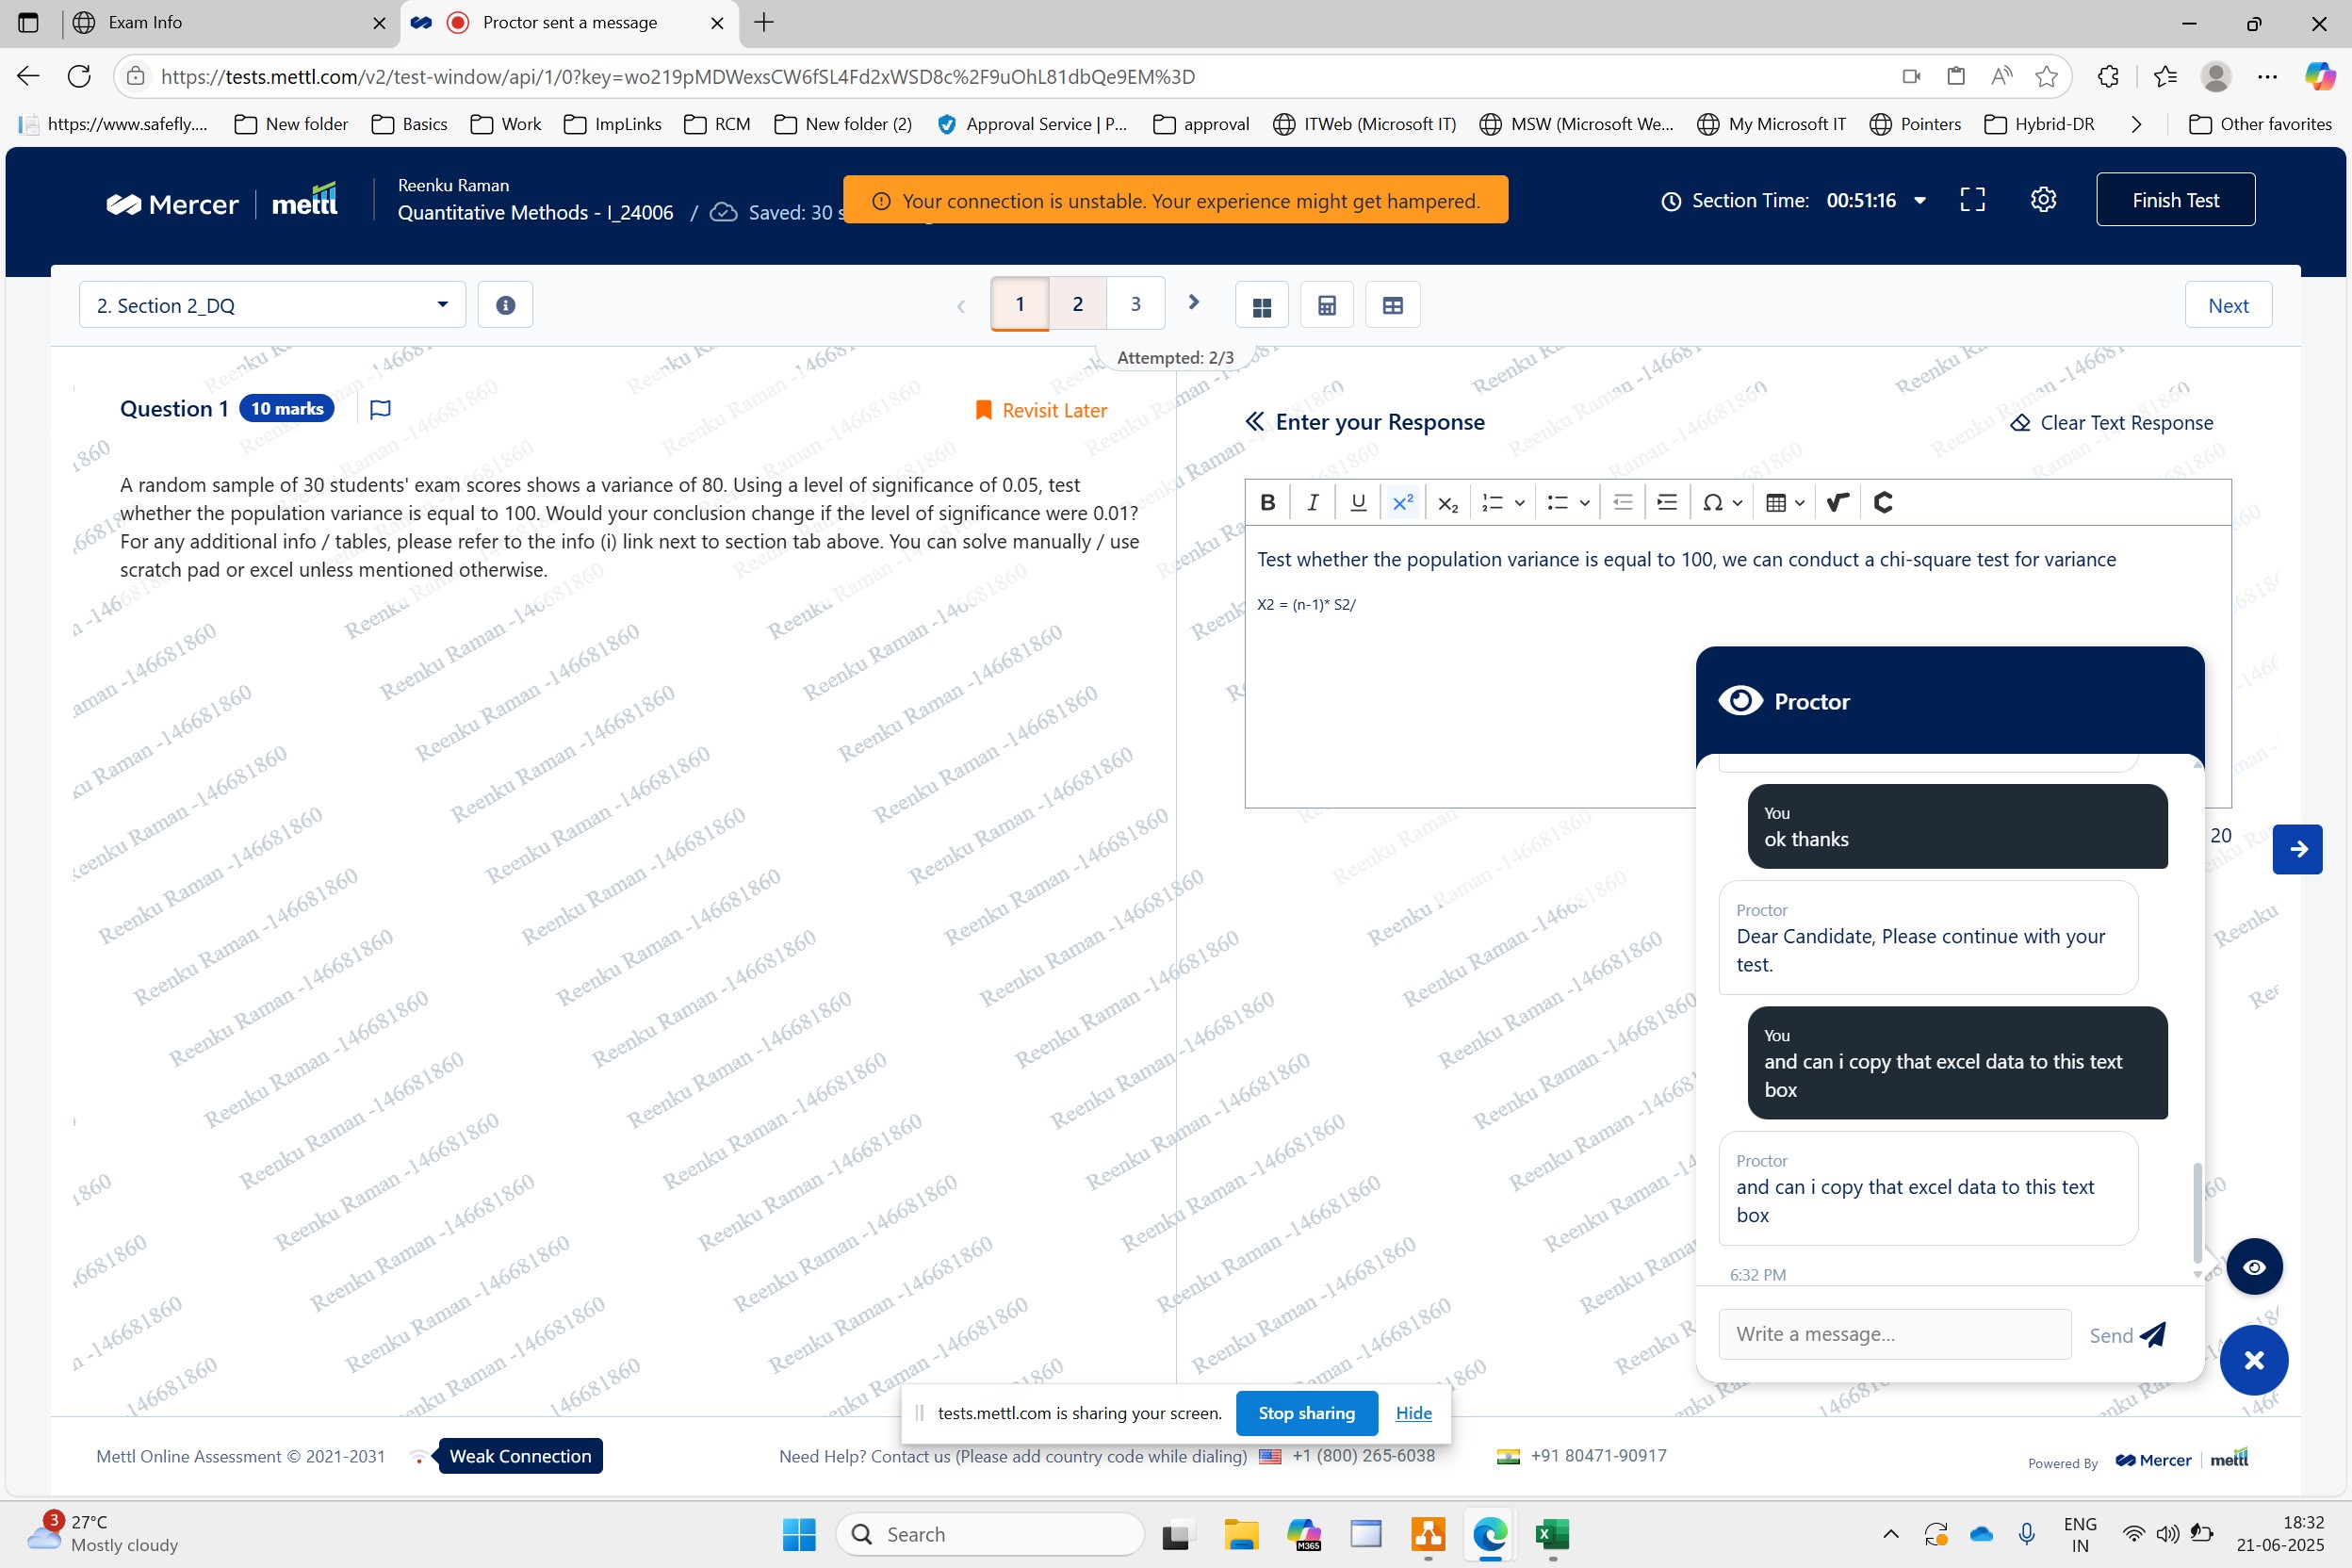 Exam Info
Proctor sent a message
https://tests.mettl.com/v2/test-window/api/1/0?key=wo219pMDWexsCW6fSL4Fd2xWSD8c%2F9uOhL81dbQe9EM%3D
https://www.safefly.... New folder Basics Work ImpLinks RCM New folder (2) Approval Service | P... approval ITWeb (Microsoft IT) MSW (Microsoft We... My Microsoft IT Pointers Hybrid-DR Other favorites
Mercer mettl
Reenku Raman
Quantitative Methods - I_24006 / Saved: 30 s
Your connection is unstable. Your experience might get hampered.
Section Time: 00:51:16
Finish Test
2. Section 2_DQ
1 2 3
Next
Attempted: 2/3
Question 1 10 marks
Revisit Later
A random sample of 30 students' exam scores shows a variance of 80. Using a level of significance of 0.05, test
whether the population variance is equal to 100. Would your conclusion change if the level of significance were 0.01?
For any additional info / tables, please refer to the info (i) link next to section tab above. You can solve manually / use
scratch pad or excel unless mentioned otherwise.
Enter your Response
Clear Text Response
B I U X² X₂ Ω
Test whether the population variance is equal to 100, we can conduct a chi-square test for variance
X2 = (n-1)* S2/
20
Proctor
You
ok thanks
Proctor
Dear Candidate, Please continue with your
test.
You
and can i copy that excel data to this text
box
Proctor
and can i copy that excel data to this text
box
6:32 PM
Write a message...
Send
Reenku Raman -146681860
tests.mettl.com is sharing your screen.
Stop sharing
Hide
Mettl Online Assessment © 2021-2031
Weak Connection
Need Help? Contact us (Please add country code while dialing) +1 (800) 265-6038 +91 80471-90917
Powered By Mercer mettl
3
27°C
Mostly cloudy
Search
M365
ENG
IN
18:32
21-06-2025